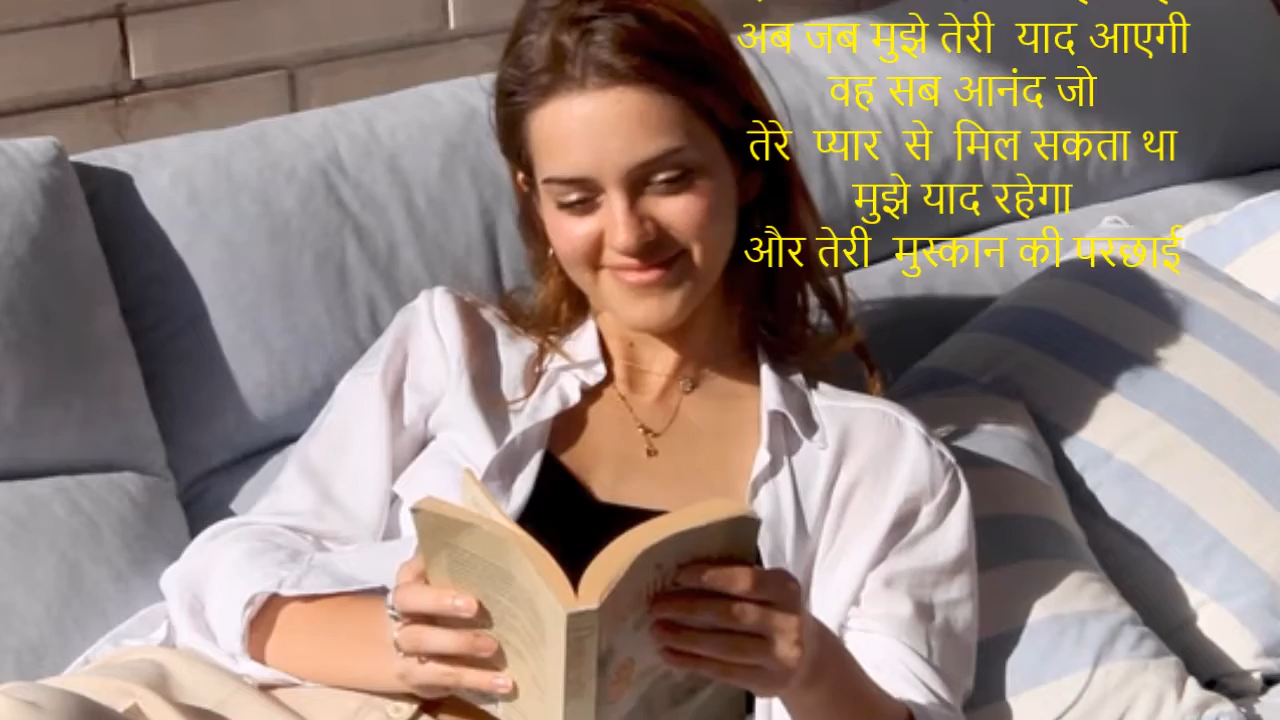 अब जब मुझे तेरी याद आएगी
वह सब आनंद जो
तेरे प्यार से मिल सकता था
मुझे याद रहेगा
और तेरी मुस्कान की परछाई